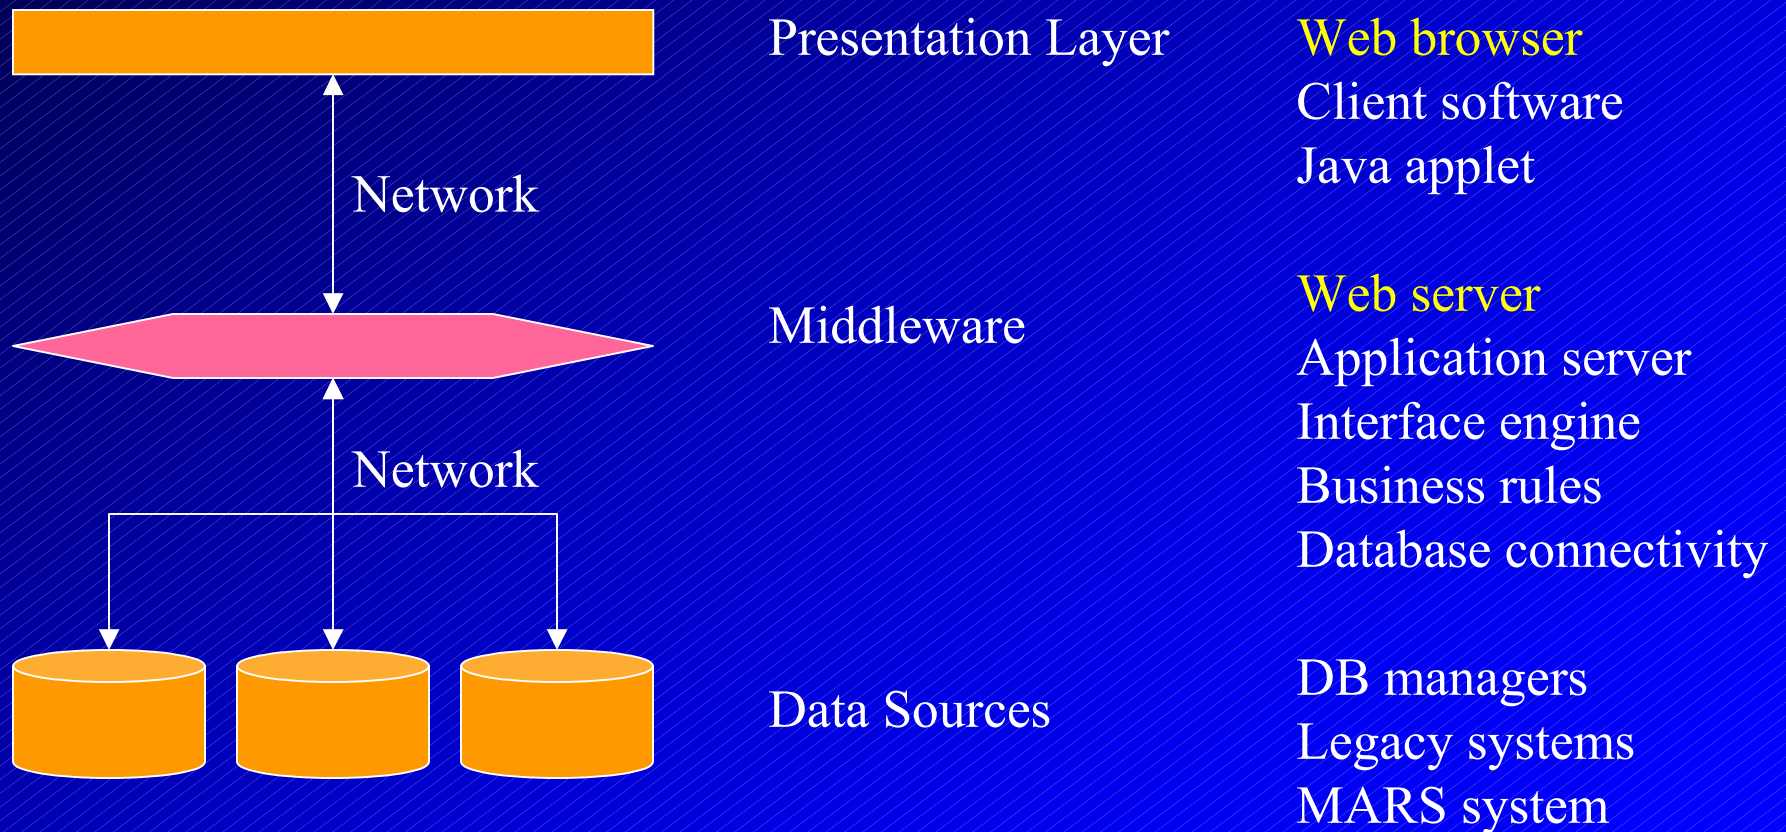 Presentation Layer
Web browser
Client software
Java applet
Network
Middleware
Web server
Application server
Interface engine
Business rules
Database connectivity
Network
Data Sources
DB managers
Legacy systems
MARS system